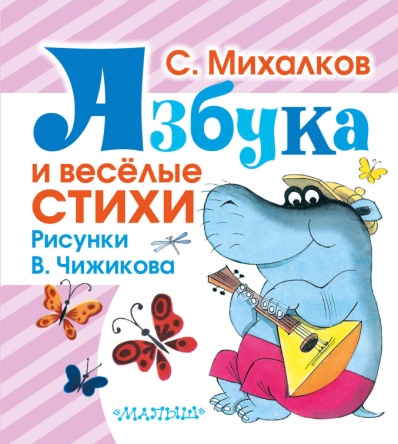 С. Михалков
Азбука
и весёлые
СТИХИ
Рисунки
В. Чижикова
«МАЛЫШ»